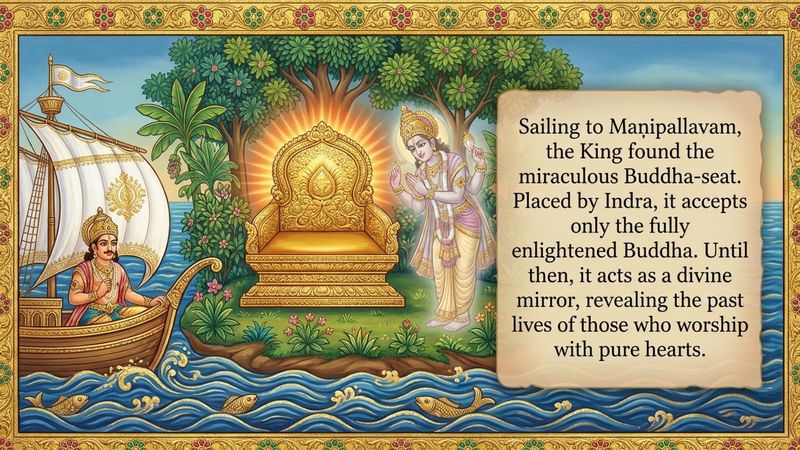 Sailing to Maṇipallavam,
the King found the
miraculous Buddha-seat.
Placed by Indra, it accepts
only the fully
enlightened Buddha. Until
then, it acts as a divine
mirror, revealing the past
lives of those who worship
with pure hearts.